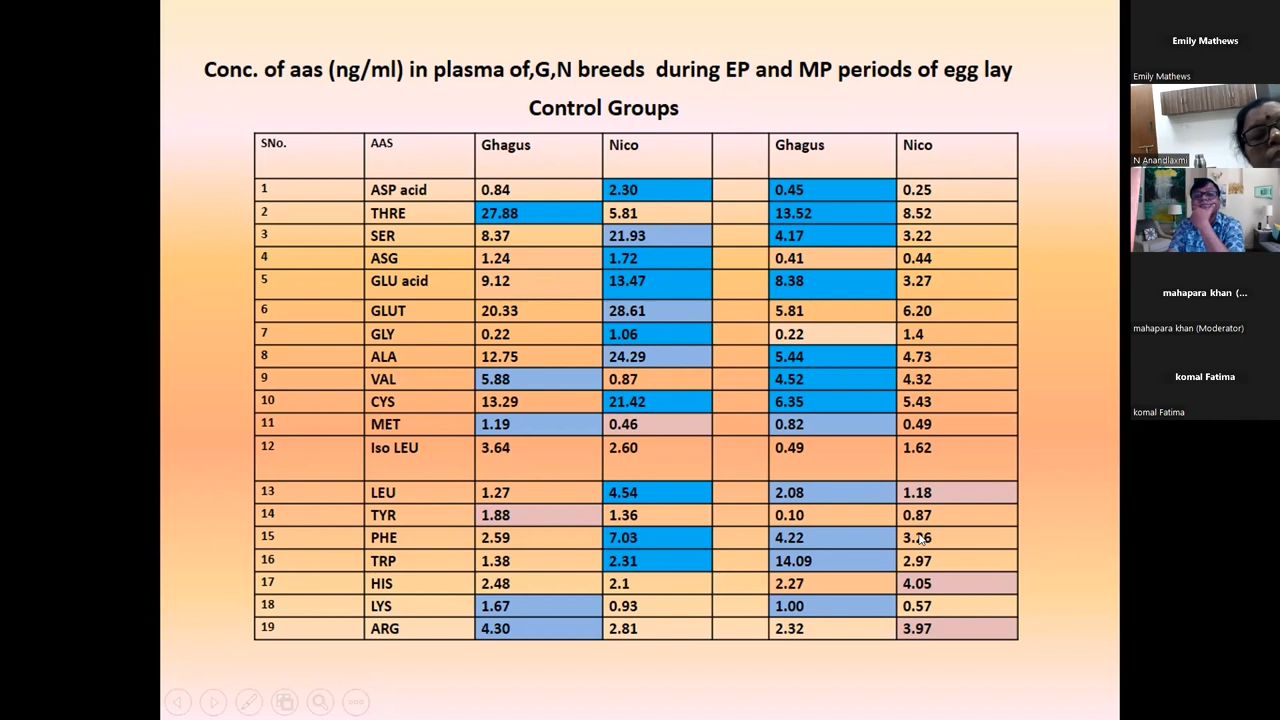 Conc. of aas (ng/ml) in plasma of,G,N breeds during EP and MP periods of egg lay
Control Groups
SNo. AAS Ghagus Nico Ghagus Nico
1 ASP acid 0.84 2.30 0.45 0.25
2 THRE 27.88 5.81 13.52 8.52
3 SER 8.37 21.93 4.17 3.22
4 ASG 1.24 1.72 0.41 0.44
5 GLU acid 9.12 13.47 8.38 3.27
6 GLUT 20.33 28.61 5.81 6.20
7 GLY 0.22 1.06 0.22 1.4
8 ALA 12.75 24.29 5.44 4.73
9 VAL 5.88 0.87 4.52 4.32
10 CYS 13.29 21.42 6.35 5.43
11 MET 1.19 0.46 0.82 0.49
12 Iso LEU 3.64 2.60 0.49 1.62
13 LEU 1.27 4.54 2.08 1.18
14 TYR 1.88 1.36 0.10 0.87
15 PHE 2.59 7.03 4.22
16 TRP 1.38 2.31 14.09 2.97
17 HIS 2.48 2.1 2.27 4.05
18 LYS 1.67 0.93 1.00 0.57
19 ARG 4.30 2.81 2.32 3.97
Emily Mathews
Emily Mathews
N Anandlaxmi
mahapara khan (...
mahapara khan (Moderator)
komal Fatima
komal Fatima